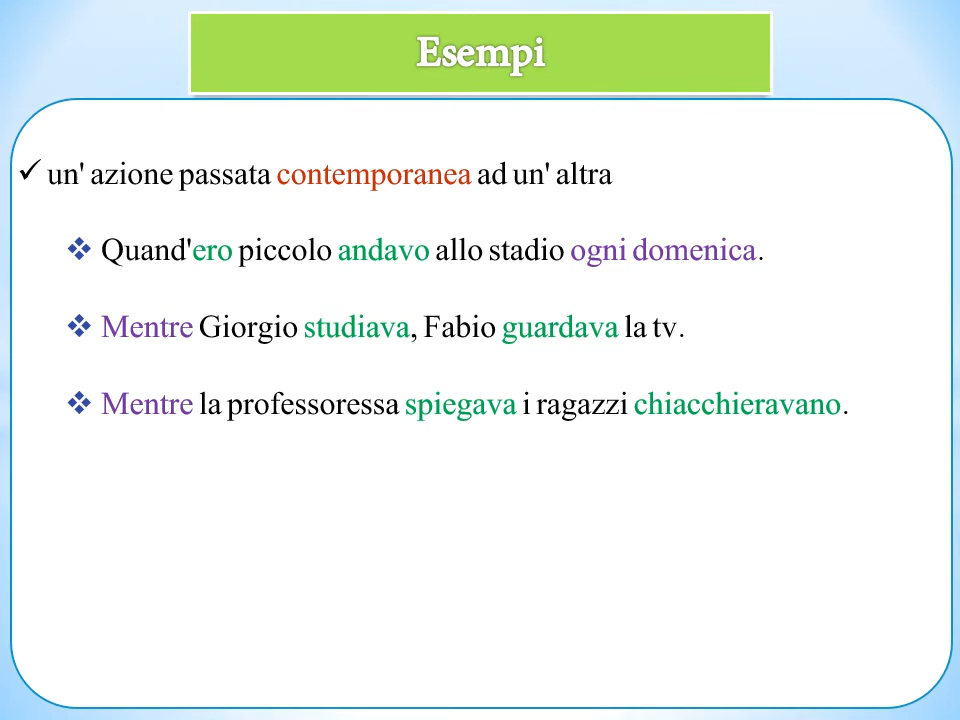 Esempi
✓ un' azione passata contemporanea ad un' altra
❖ Quand'ero piccolo andavo allo stadio ogni domenica.
❖ Mentre Giorgio studiava, Fabio guardava la tv.
❖ Mentre la professoressa spiegava i ragazzi chiacchieravano.